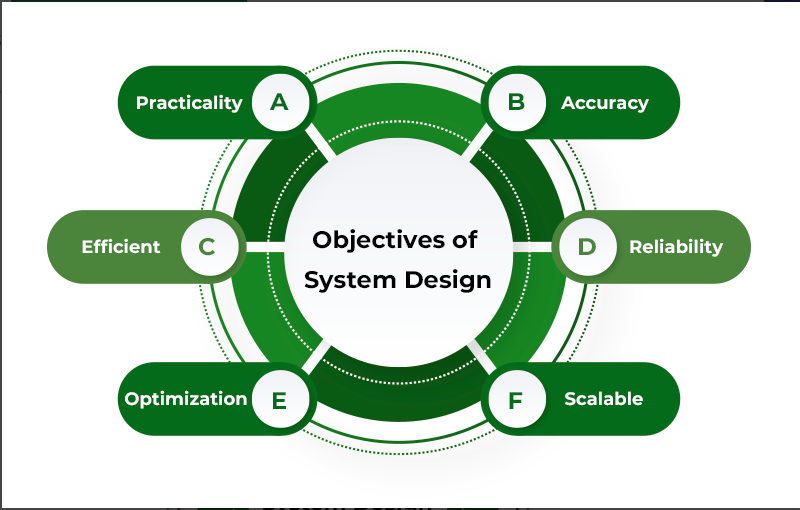 Practicality A
B Accuracy
Efficient C
Objectives of
System Design
D Reliability
Optimization E
F Scalable